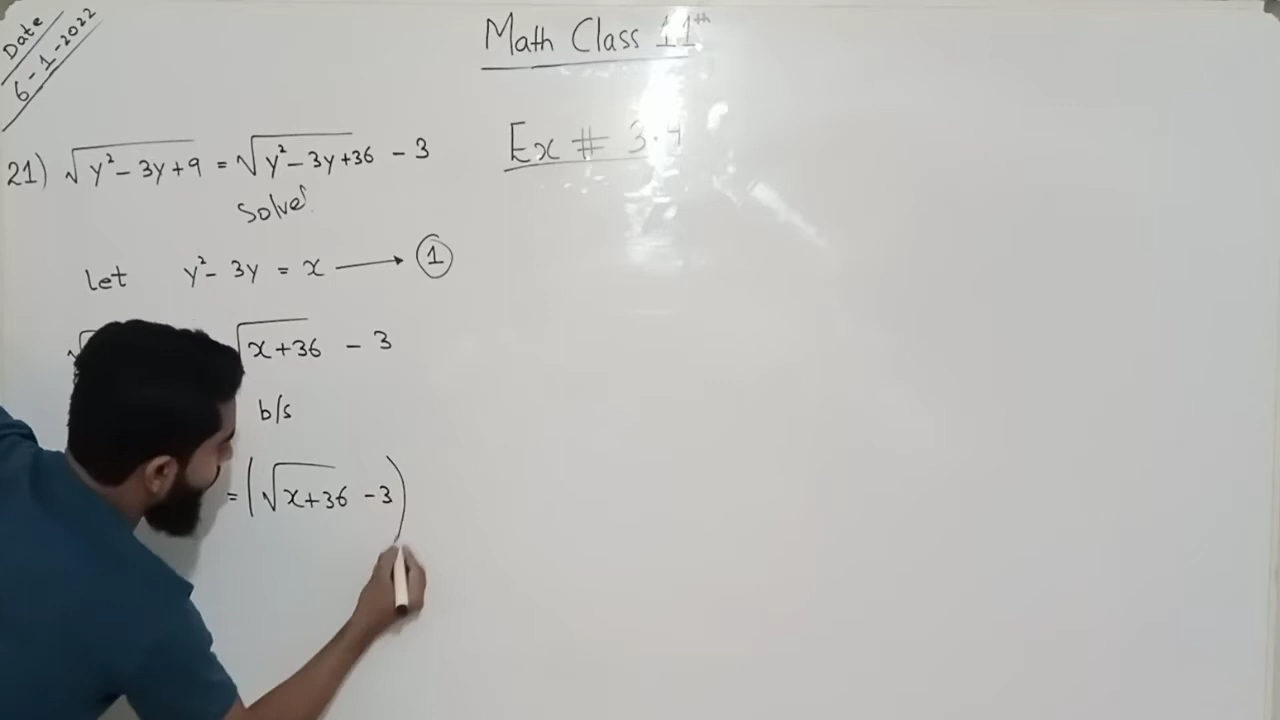 Date
6-1-2022
Math Class 11th
Ex # 3.4
21) √(y²-3y+9) = √(y²-3y+36) - 3
Solve
Let y²-3y = x → ①
√(x+36) - 3
b/s
= (√(x+36) - 3)